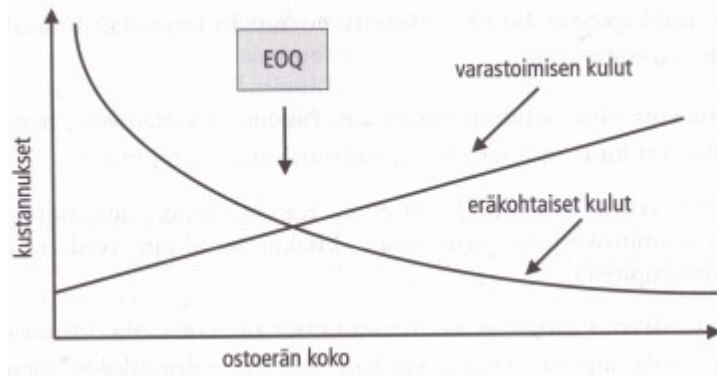 EOQ
varastoimisen kulut
eräkohtaiset kulut
kustannukset
ostoerän koko